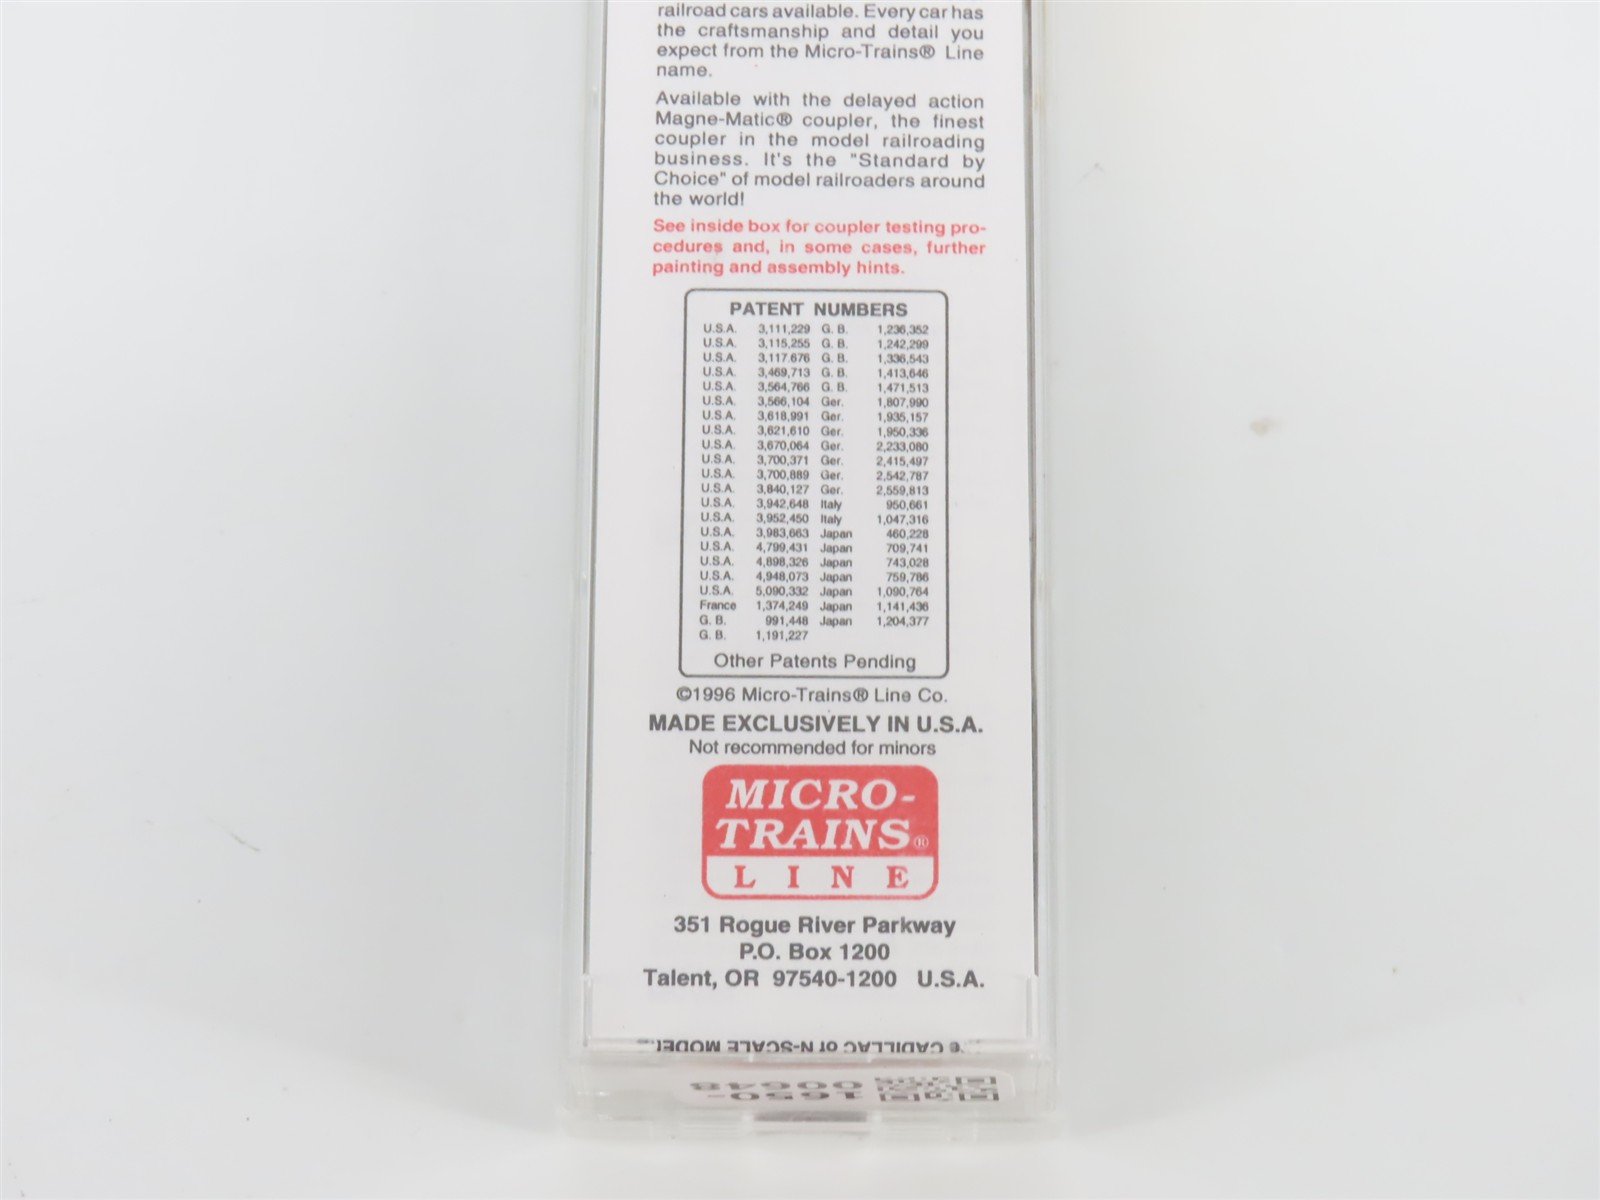 railroad cars available. Every car has
the craftsmanship and detail you
expect from the Micro-Trains® Line
name.
Available with the delayed action
Magne-Matic® coupler, the finest
coupler in the model railroading
business. It's the "Standard by
Choice" of model railroaders around
the world!
See inside box for coupler testing pro-
cedures and, in some cases, further
painting and assembly hints.
PATENT NUMBERS
U.S.A. 3,111,229 G. B. 1,236,352
U.S.A. 3,115,255 G. B. 1,242,299
U.S.A. 3,117.676 G. B. 1,336,543
U.S.A. 3,469,713 G. B. 1,413,646
U.S.A. 3,564,766 G. B. 1,471,513
U.S.A. 3,566,104 Ger. 1,807,990
U.S.A. 3,618,991 Ger. 1,935,157
U.S.A. 3,621,610 Ger. 1,950,336
U.S.A. 3,670,064 Ger. 2,233,080
U.S.A. 3,700,371 Ger. 2,415,497
U.S.A. 3,700,889 Ger. 2,542,787
U.S.A. 3,840,127 Ger. 2,559,813
U.S.A. 3,942,648 Italy 950,661
U.S.A. 3,952,450 Italy 1,047,316
U.S.A. 3,983,663 Japan 460,228
U.S.A. 4,799,431 Japan 709,741
U.S.A. 4,898,326 Japan 743,028
U.S.A. 4,948,073 Japan 759,786
U.S.A. 5,090,332 Japan 1,090,764
France 1,374,249 Japan 1,141,436
G. B. 991,448 Japan 1,204,377
G. B. 1,191,227
Other Patents Pending
©1996 Micro-Trains® Line Co.
MADE EXCLUSIVELY IN U.S.A.
Not recommended for minors
MICRO-
TRAINS®
LINE
351 Rogue River Parkway
P.O. Box 1200
Talent, OR 97540-1200 U.S.A.
CADILLAC of N-SCALE MODEL
1650-
00648